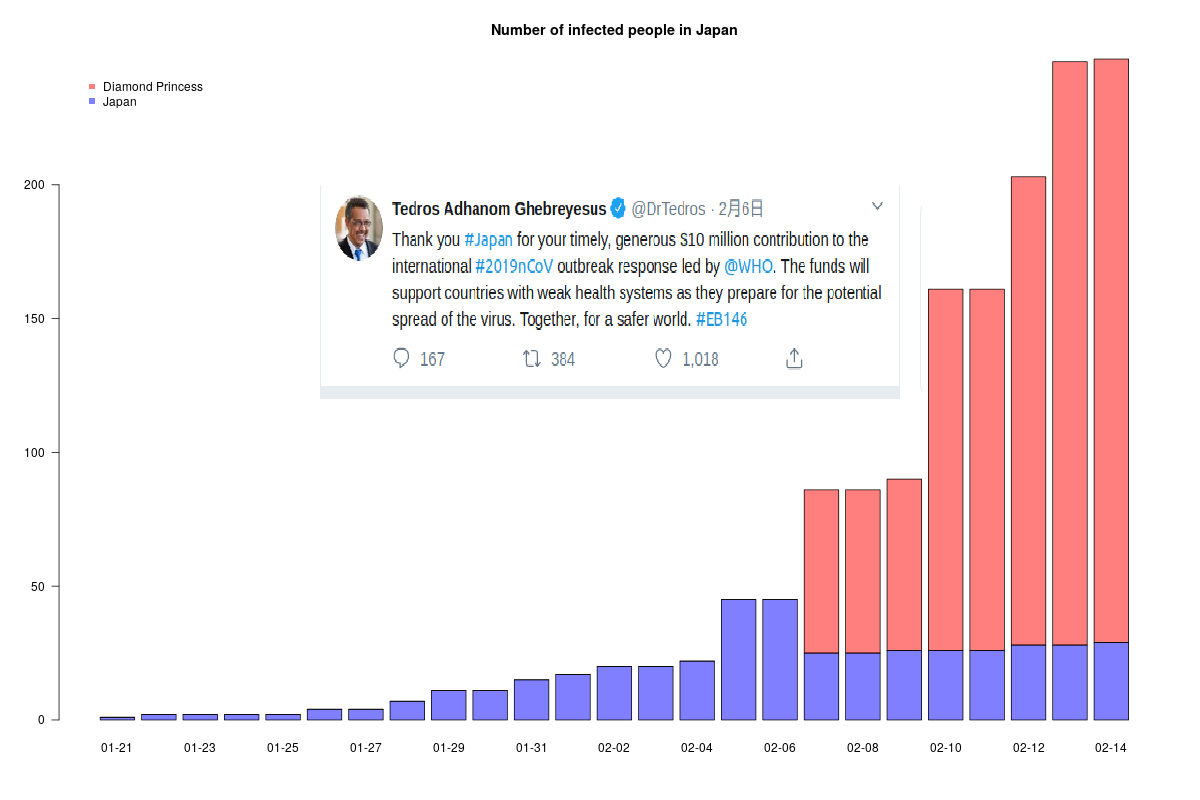 Number of infected people in Japan
Diamond Princess
Japan
200
150
100
50
0
Tedros Adhanom Ghebreyesus @DrTedros · 2月6日
Thank you #Japan for your timely, generous $10 million contribution to the
international #2019nCoV outbreak response led by @WHO. The funds will
support countries with weak health systems as they prepare for the potential
spread of the virus. Together, for a safer world. #EB146
167 384 1,018
01-21 01-23 01-25 01-27 01-29 01-31 02-02 02-04 02-06 02-08 02-10 02-12 02-14